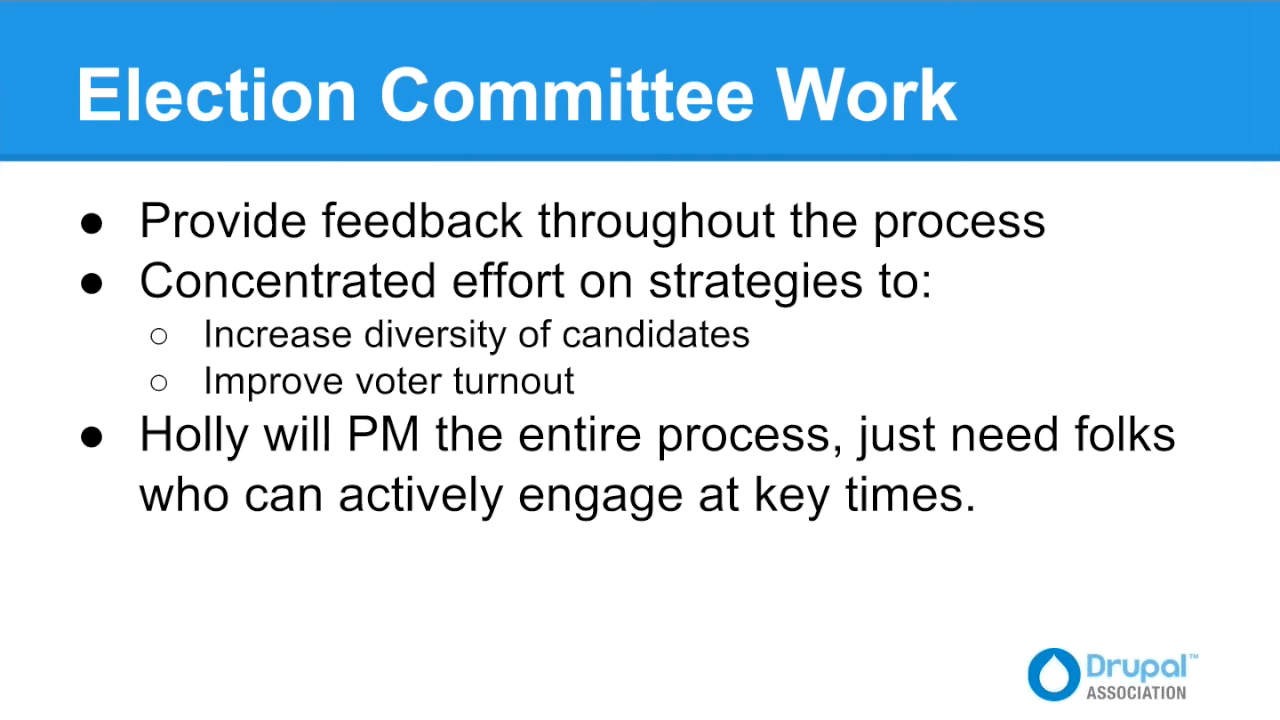 Election Committee Work
● Provide feedback throughout the process
● Concentrated effort on strategies to:
○ Increase diversity of candidates
○ Improve voter turnout
● Holly will PM the entire process, just need folks
who can actively engage at key times.
Drupal™
ASSOCIATION